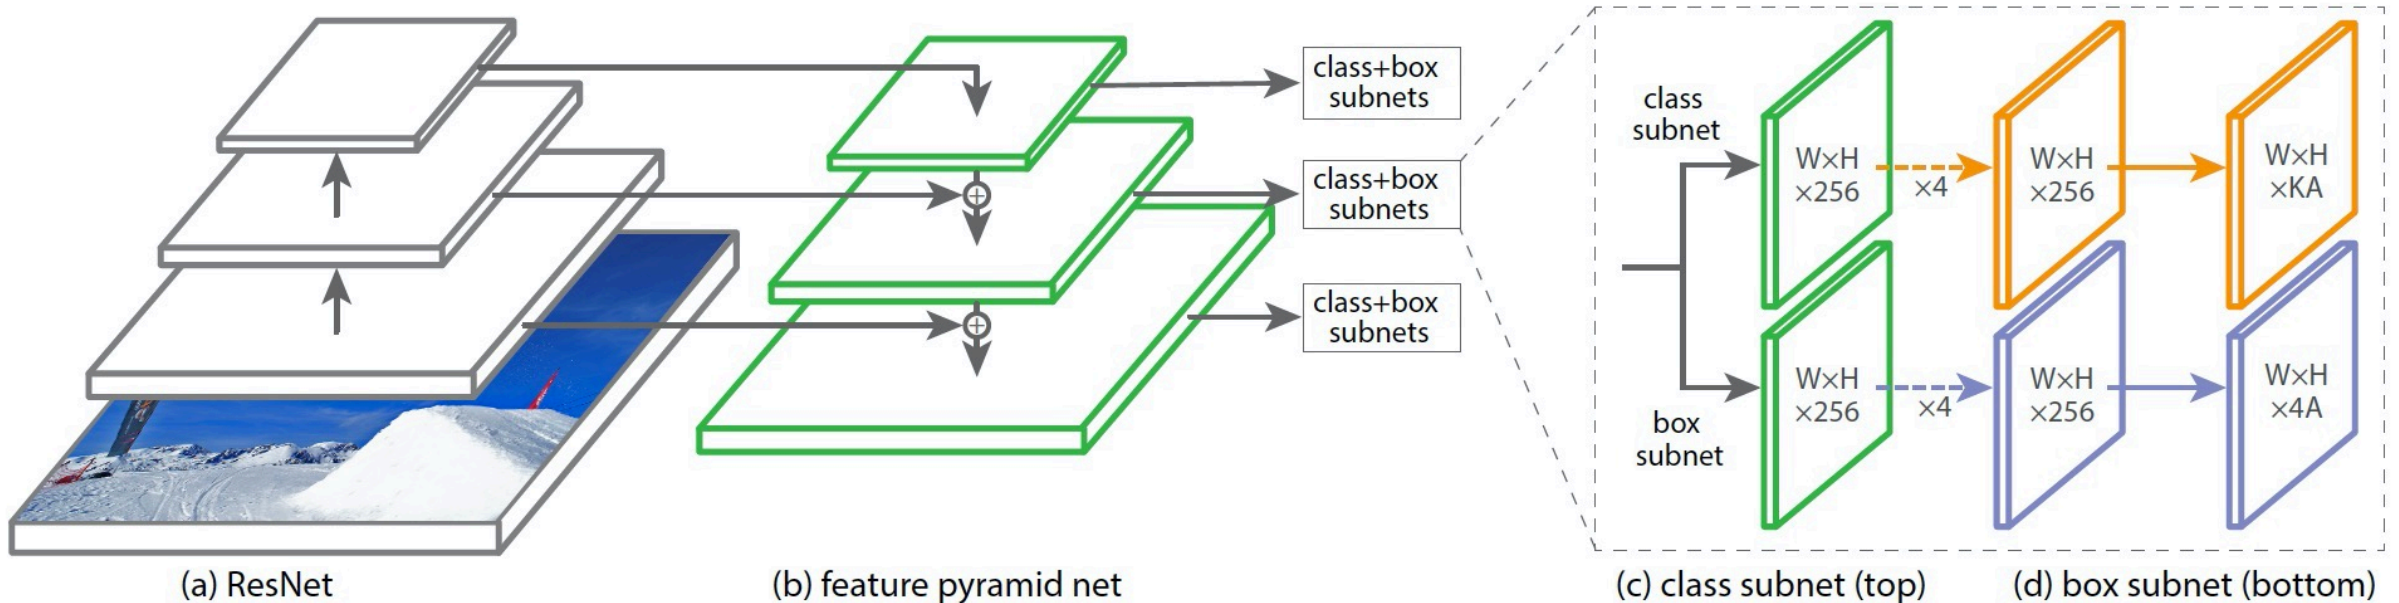 class+box
subnets
class+box
subnets
class+box
subnets
class
subnet
W×H
×256
×4
W×H
×256
W×H
×KA
box
subnet
W×H
×256
×4
W×H
×256
W×H
×4A
(a) ResNet
(b) feature pyramid net
(c) class subnet (top)
(d) box subnet (bottom)